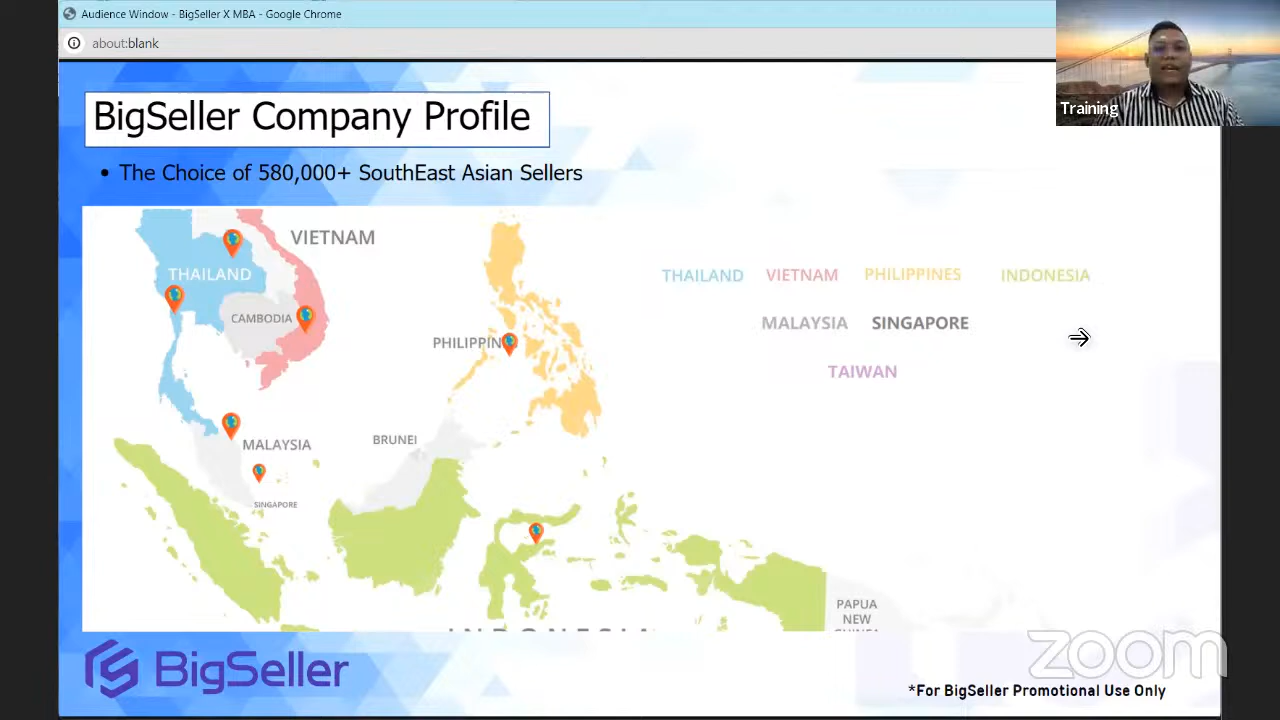 Audience Window - BigSeller X MBA - Google Chrome
about:blank
Training
BigSeller Company Profile
• The Choice of 580,000+ SouthEast Asian Sellers
VIETNAM
THAILAND
CAMBODIA
PHILIPPIN
MALAYSIA
BRUNEI
SINGAPORE
INDONESIA
PAPUA
NEW
GUINEA
THAILAND VIETNAM PHILIPPINES INDONESIA
MALAYSIA SINGAPORE
TAIWAN
BigSeller
zoom
*For BigSeller Promotional Use Only